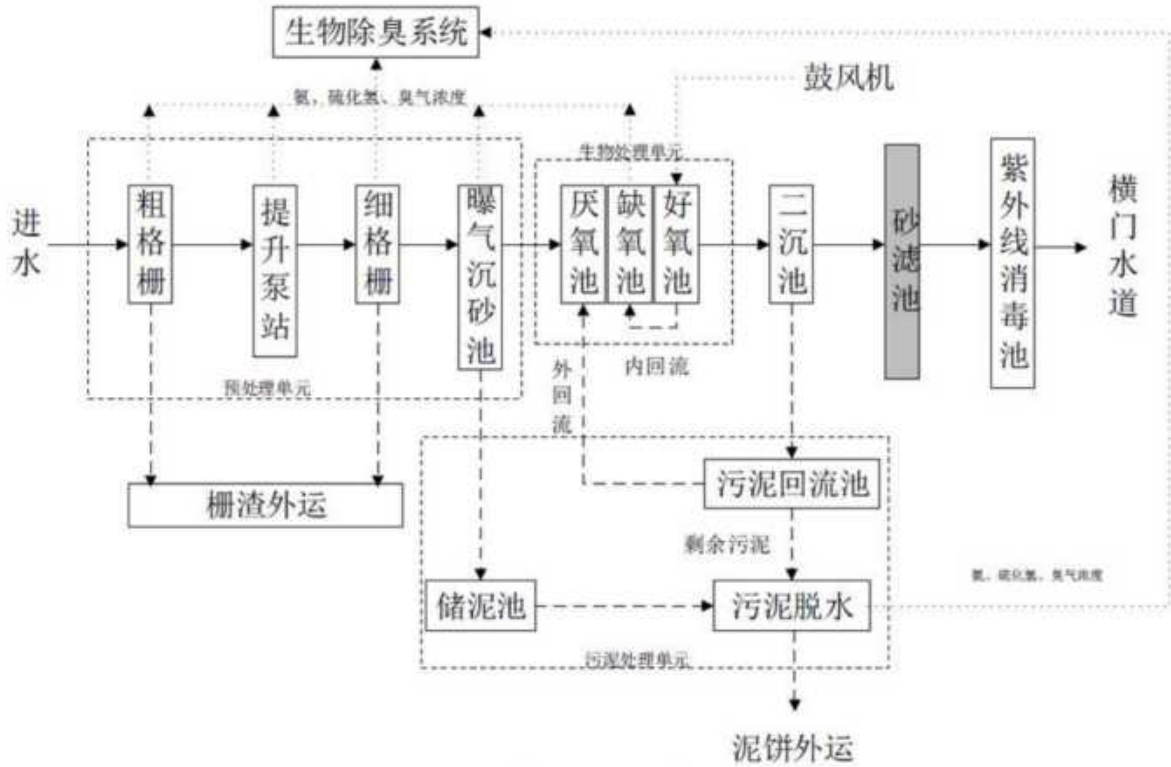 生物除臭系统
鼓风机
氨，硫化氢、臭气浓度
生物处理单元
进水
粗格栅
提升泵站
细格栅
曝气沉砂池
厌氧池
缺氧池
好氧池
二沉池
砂滤池
紫外线消毒池
横门水道
预处理单元
外回流
内回流
污泥回流池
栅渣外运
剩余污泥
氨、硫化氢、臭气浓度
储泥池
污泥脱水
污泥处理单元
泥饼外运